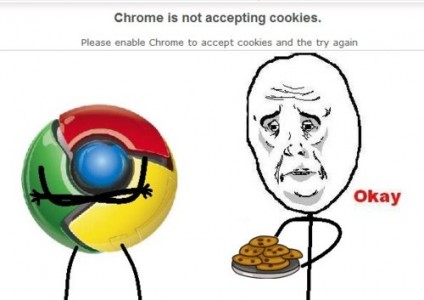 Chrome is not accepting cookies.
Please enable Chrome to accept cookies and the try again
Okay